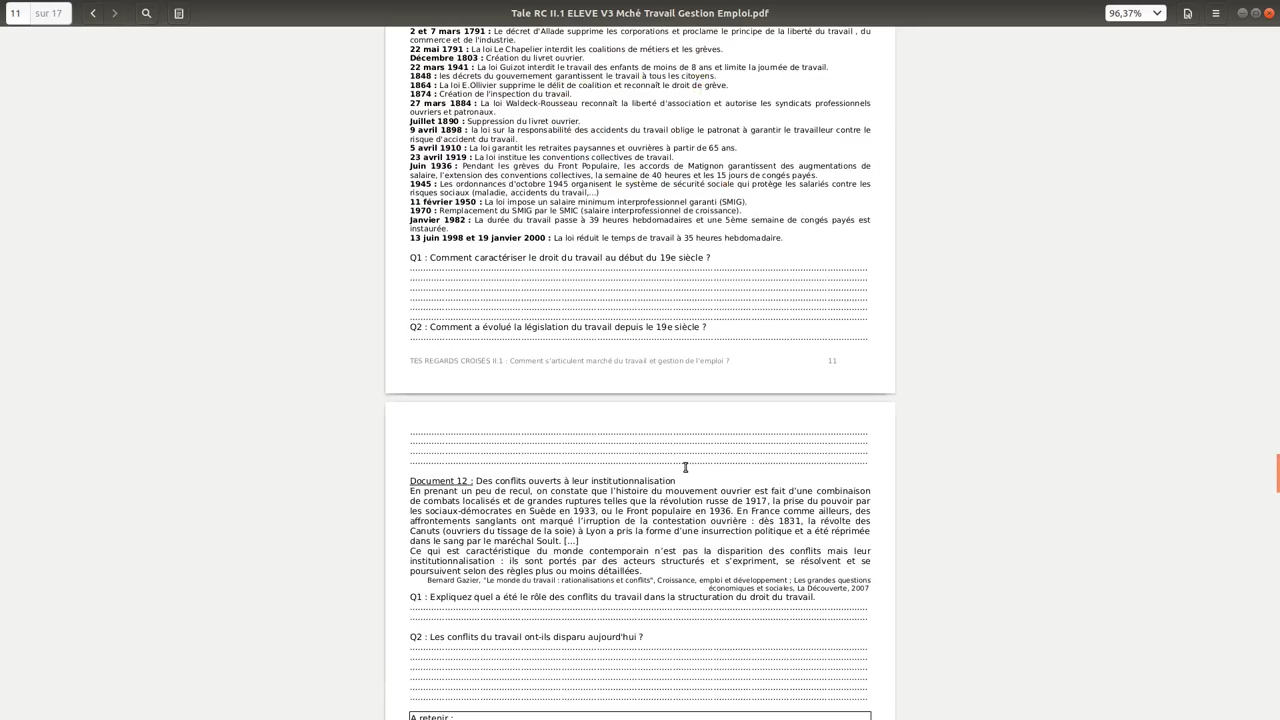 11 sur 17 Tale RC II.1 ELEVE V3 Mché Travail Gestion Emploi.pdf 96,37%
2 et 7 mars 1791 : Le décret d'Allade supprime les corporations et proclame le principe de la liberté du travail , du
commerce et de l'industrie.
22 mai 1791 : La loi Le Chapelier interdit les coalitions de métiers et les grèves.
Décembre 1803 : Création du livret ouvrier.
22 mars 1941 : La loi Guizot interdit le travail des enfants de moins de 8 ans et limite la journée de travail.
1848 : les décrets du gouvernement garantissent le travail à tous les citoyens.
1864 : La loi E.Ollivier supprime le délit de coalition et reconnaît le droit de grève.
1874 : Création de l'inspection du travail.
27 mars 1884 : La loi Waldeck-Rousseau reconnaît la liberté d'association et autorise les syndicats professionnels
ouvriers et patronaux.
Juillet 1890 : Suppression du livret ouvrier.
9 avril 1898 : la loi sur la responsabilité des accidents du travail oblige le patronat à garantir le travailleur contre le
risque d'accident du travail.
5 avril 1910 : La loi garantit les retraites paysannes et ouvrières à partir de 65 ans.
23 avril 1919 : La loi institue les conventions collectives de travail.
Juin 1936 : Pendant les grèves du Front Populaire, les accords de Matignon garantissent des augmentations de
salaire, l'extension des conventions collectives, la semaine de 40 heures et les 15 jours de congés payés.
1945 : Les ordonnances d'octobre 1945 organisent le système de sécurité sociale qui protège les salariés contre les
risques sociaux (maladie, accidents du travail,...)
11 février 1950 : La loi impose un salaire minimum interprofessionnel garanti (SMIG).
1970 : Remplacement du SMIG par le SMIC (salaire interprofessionnel de croissance).
Janvier 1982 : La durée du travail passe à 39 heures hebdomadaires et une 5ème semaine de congés payés est
instaurée.
13 juin 1998 et 19 janvier 2000 : La loi réduit le temps de travail à 35 heures hebdomadaire.
Q1 : Comment caractériser le droit du travail au début du 19e siècle ?
Q2 : Comment a évolué la législation du travail depuis le 19e siècle ?
TES REGARDS CROISÉS II.1 : Comment s'articulent marché du travail et gestion de l'emploi ? 11
Document 12 : Des conflits ouverts à leur institutionnalisation
En prenant un peu de recul, on constate que l'histoire du mouvement ouvrier est fait d'une combinaison
de combats localisés et de grandes ruptures telles que la révolution russe de 1917, la prise du pouvoir par
les sociaux-démocrates en Suède en 1933, ou le Front populaire en 1936. En France comme ailleurs, des
affrontements sanglants ont marqué l'irruption de la contestation ouvrière : dès 1831, la révolte des
Canuts (ouvriers du tissage de la soie) à Lyon a pris la forme d'une insurrection politique et a été réprimée
dans le sang par le maréchal Soult. [...]
Ce qui est caractéristique du monde contemporain n'est pas la disparition des conflits mais leur
institutionnalisation : ils sont portés par des acteurs structurés et s'expriment, se résolvent et se
poursuivent selon des règles plus ou moins détaillées.
Bernard Gazier, "Le monde du travail : rationalisations et conflits", Croissance, emploi et développement ; Les grandes questions
économiques et sociales, La Découverte, 2007
Q1 : Expliquez quel a été le rôle des conflits du travail dans la structuration du droit du travail.
Q2 : Les conflits du travail ont-ils disparu aujourd'hui ?
A retenir :